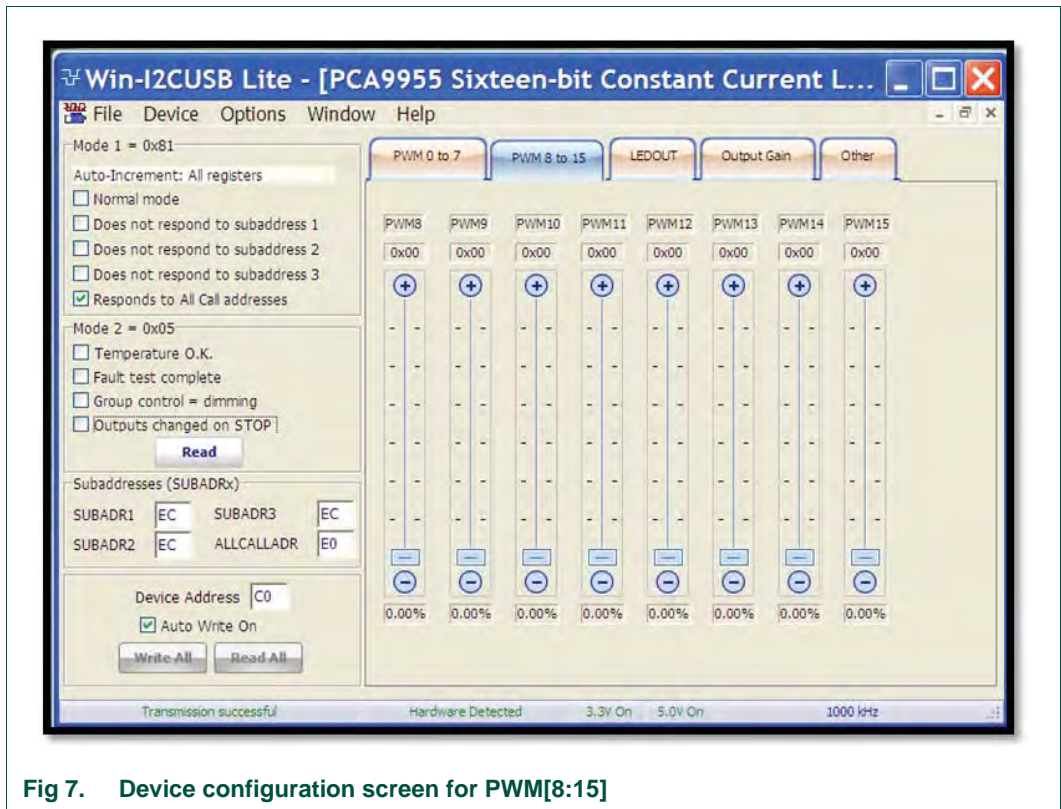 Win-I2CUSB Lite - [PCA9955 Sixteen-bit Constant Current L...
File Device Options Window Help
Mode 1 = 0x81
Auto-Increment: All registers
Normal mode
Does not respond to subaddress 1
Does not respond to subaddress 2
Does not respond to subaddress 3
Responds to All Call addresses
Mode 2 = 0x05
Temperature O.K.
Fault test complete
Group control = dimming
Outputs changed on STOP
Read
Subaddresses (SUBADRx)
SUBADR1 EC SUBADR3 EC
SUBADR2 EC ALLCALLADR E0
Device Address C0
Auto Write On
Write All Read All
PWM 0 to 7 PWM 8 to 15 LEDOUT Output Gain Other
PWM8 PWM9 PWM10 PWM11 PWM12 PWM13 PWM14 PWM15
0x00 0x00 0x00 0x00 0x00 0x00 0x00 0x00
0.00% 0.00% 0.00% 0.00% 0.00% 0.00% 0.00% 0.00%
Transmission successful Hardware Detected 3.3V On 5.0V On 1000 kHz
Fig 7. Device configuration screen for PWM[8:15]